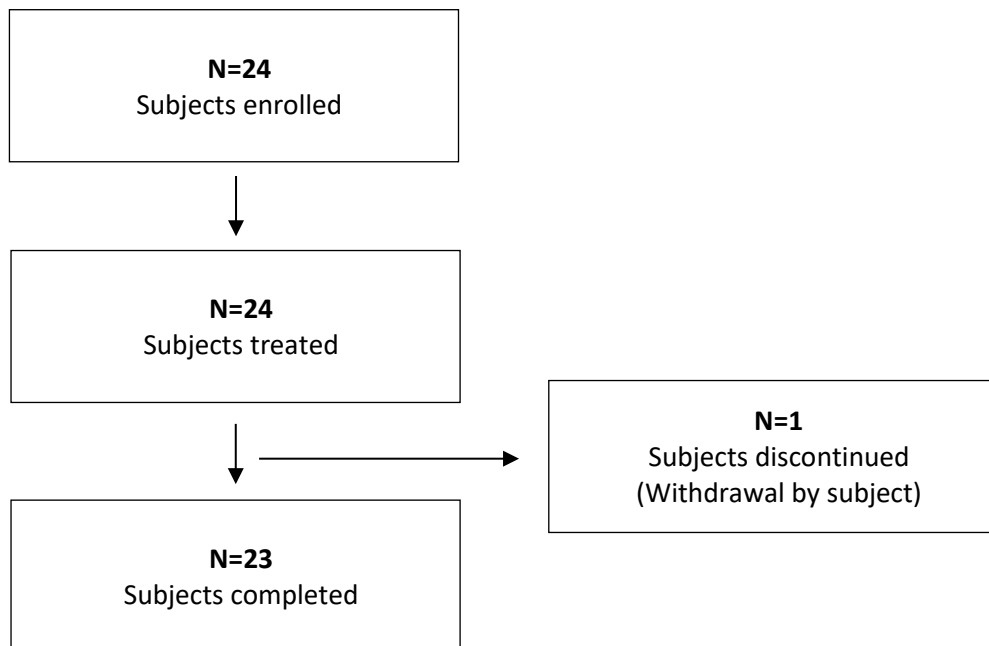 N=24
Subjects enrolled
N=24
Subjects treated
N=1
Subjects discontinued
(Withdrawal by subject)
N=23
Subjects completed